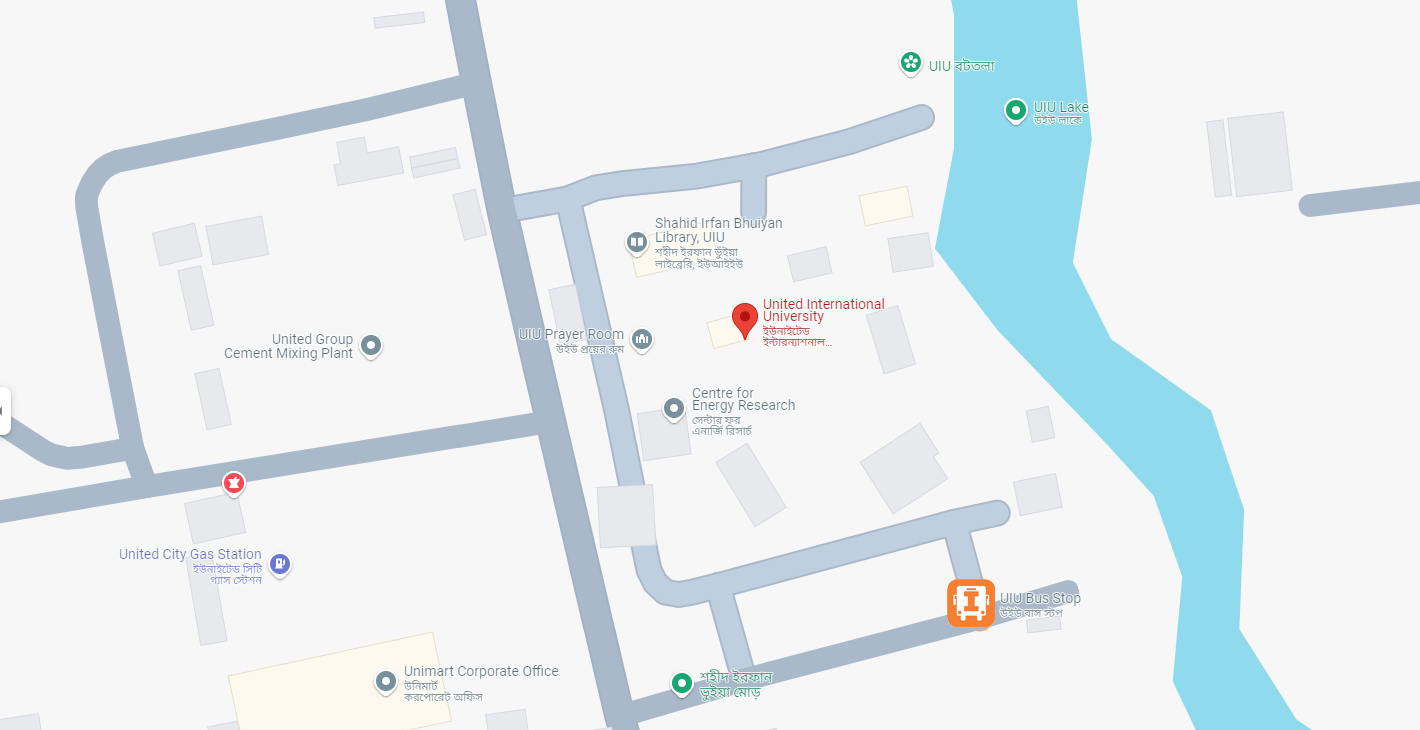 UIU বটতলা
UIU Lake
উইউ লাকে
Shahid Irfan Bhuiyan
Library, UIU
শহীদ ইরফান ভুঁইয়া
লাইব্রেরি, ইউআইইউ
United International
University
ইউনাইটেড
ইন্টারন্যাশনাল...
United Group
Cement Mixing Plant
UIU Prayer Room
উইউ প্রয়ের রুম
Centre for
Energy Research
সেন্টার ফর
এনার্জি রিসার্চ
United City Gas Station
ইউনাইটেড সিটি
গ্যাস স্টেশন
UIU Bus Stop
উইউ বাস স্টপ
Unimart Corporate Office
উনিমার্ট
করপোরেট অফিস
শহীদ ইরফান
ভুইয়া মোড়